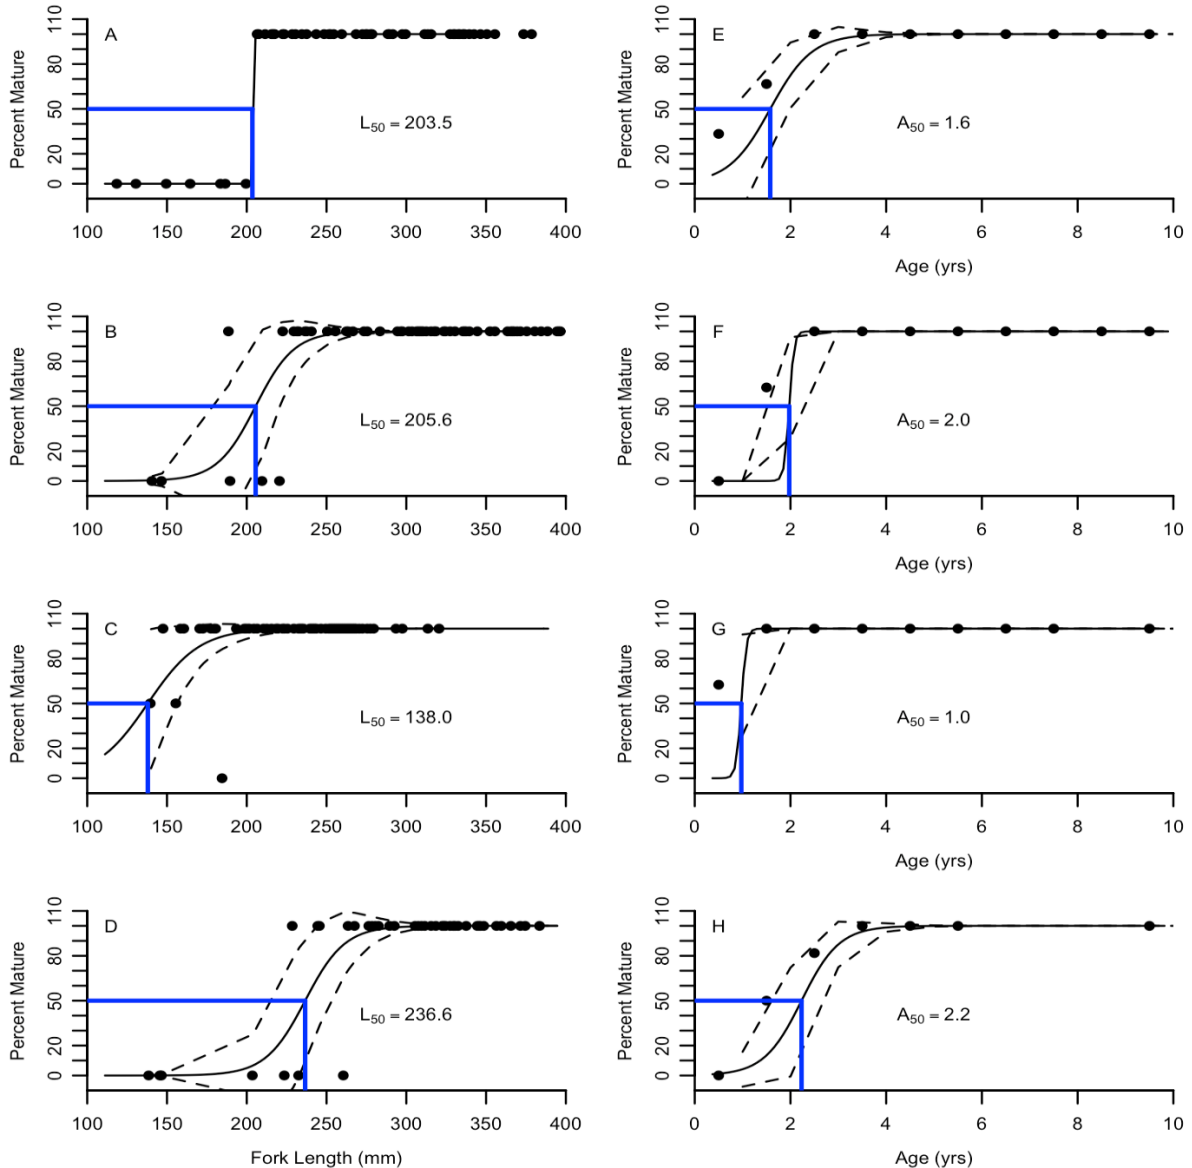 110
80
50
20
0
Percent Mature
A
L50 = 203.5
100 150 200 250 300 350 400
110
80
50
20
0
Percent Mature
E
A50 = 1.6
0 2 4 6 8 10
Age (yrs)
110
80
50
20
0
Percent Mature
B
L50 = 205.6
100 150 200 250 300 350 400
110
80
50
20
0
Percent Mature
F
A50 = 2.0
0 2 4 6 8 10
Age (yrs)
110
80
50
20
0
Percent Mature
C
L50 = 138.0
100 150 200 250 300 350 400
110
80
50
20
0
Percent Mature
G
A50 = 1.0
0 2 4 6 8 10
Age (yrs)
110
80
50
20
0
Percent Mature
D
L50 = 236.6
100 150 200 250 300 350 400
Fork Length (mm)
110
80
50
20
0
Percent Mature
H
A50 = 2.2
0 2 4 6 8 10
Age (yrs)